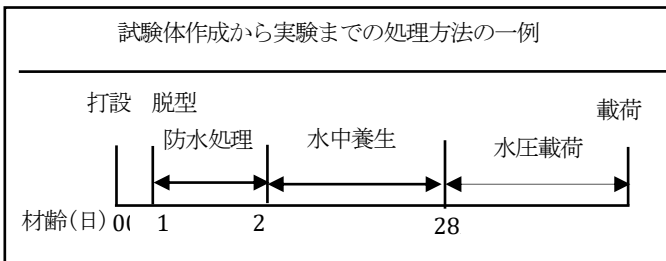 試験体作成から実験までの処理方法の一例
打設 脱型 載荷
防水処理 水中養生 水圧載荷
材齢(日) 0 1 2 28